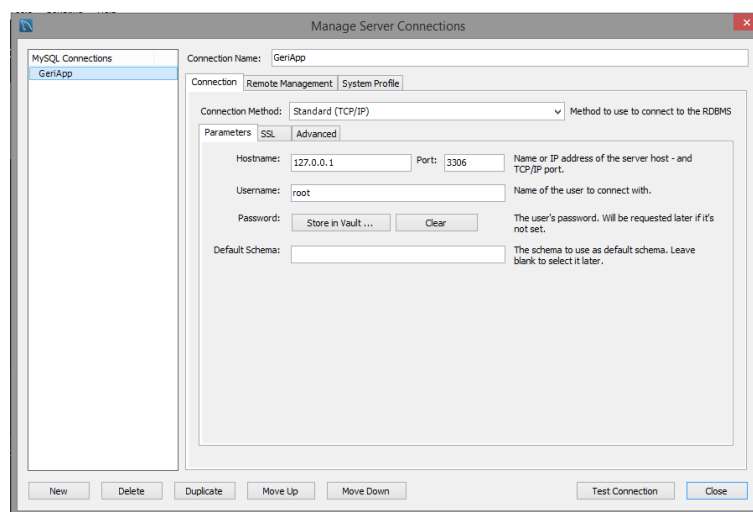 Manage Server Connections
MySQL Connections
GeriApp
Connection Name: GeriApp
Connection Remote Management System Profile
Connection Method: Standard (TCP/IP) Method to use to connect to the RDBMS
Parameters SSL Advanced
Hostname: 127.0.0.1 Port: 3306 Name or IP address of the server host - and
TCP/IP port.
Username: root Name of the user to connect with.
Password: Store in Vault ... Clear The user's password. Will be requested later if it's
not set.
Default Schema: The schema to use as default schema. Leave
blank to select it later.
New Delete Duplicate Move Up Move Down Test Connection Close